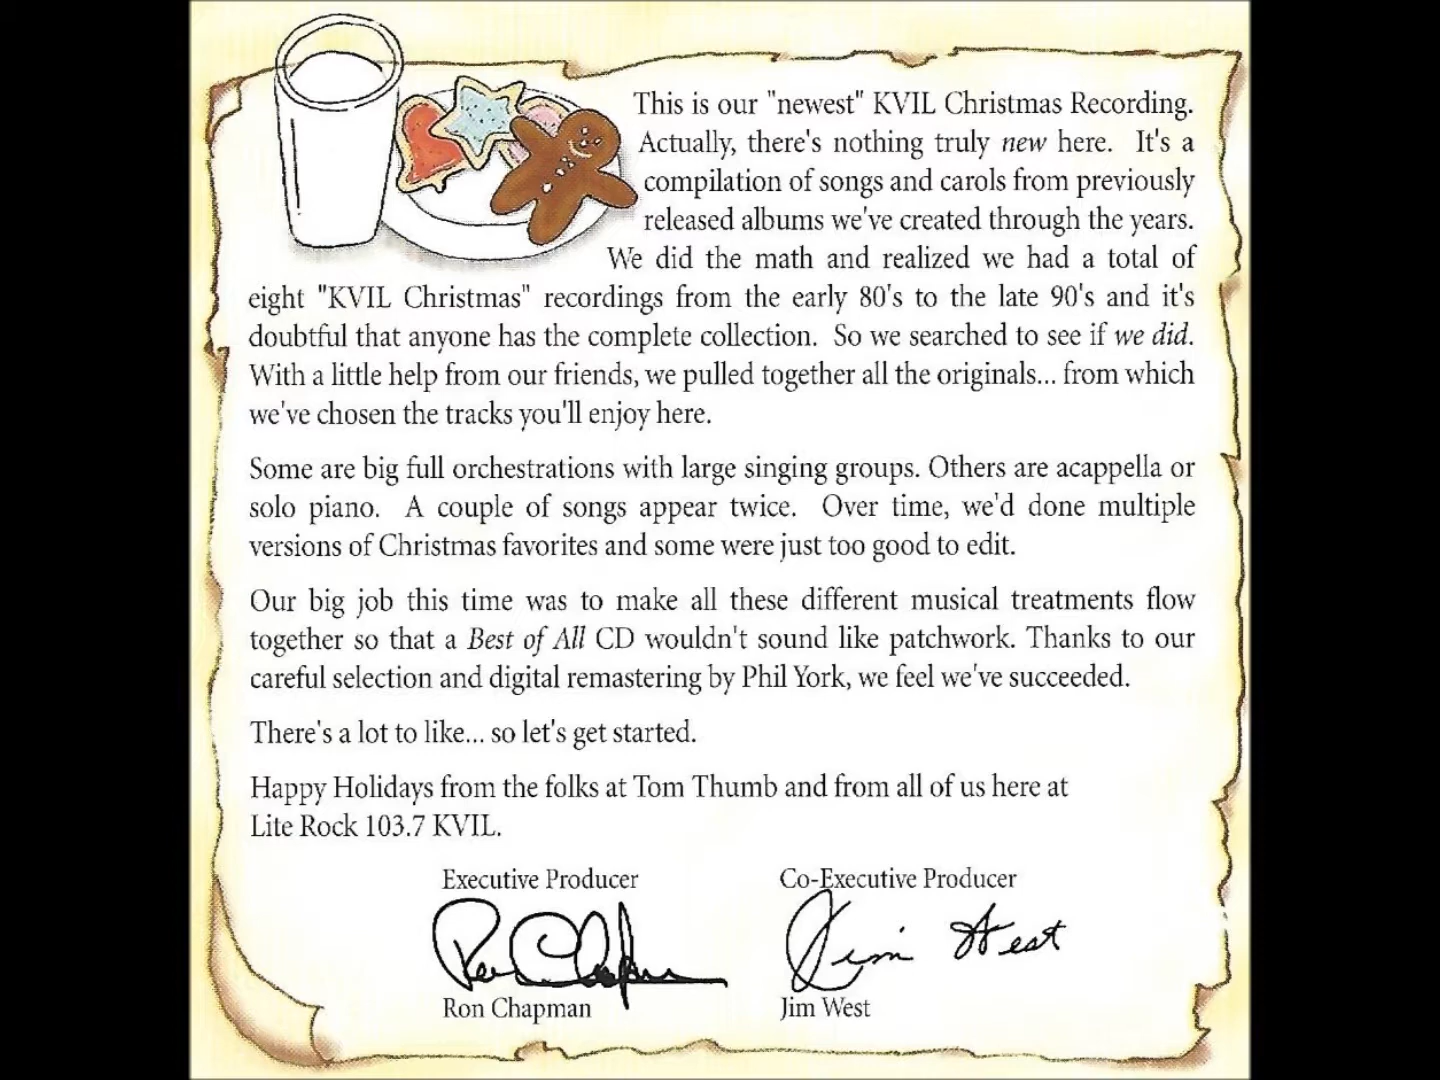 This is our "newest" KVIL Christmas Recording.
Actually, there's nothing truly new here. It's a
compilation of songs and carols from previously
released albums we've created through the years.
We did the math and realized we had a total of
eight "KVIL Christmas" recordings from the early 80's to the late 90's and it's
doubtful that anyone has the complete collection. So we searched to see if we did.
With a little help from our friends, we pulled together all the originals... from which
we've chosen the tracks you'll enjoy here.
Some are big full orchestrations with large singing groups. Others are acappella or
solo piano. A couple of songs appear twice. Over time, we'd done multiple
versions of Christmas favorites and some were just too good to edit.
Our big job this time was to make all these different musical treatments flow
together so that a Best of All CD wouldn't sound like patchwork. Thanks to our
careful selection and digital remastering by Phil York, we feel we've succeeded.
There's a lot to like... so let's get started.
Happy Holidays from the folks at Tom Thumb and from all of us here at
Lite Rock 103.7 KVIL.
Executive Producer
Ron Chapman
Ron Chapman
Co-Executive Producer
Jim West
Jim West